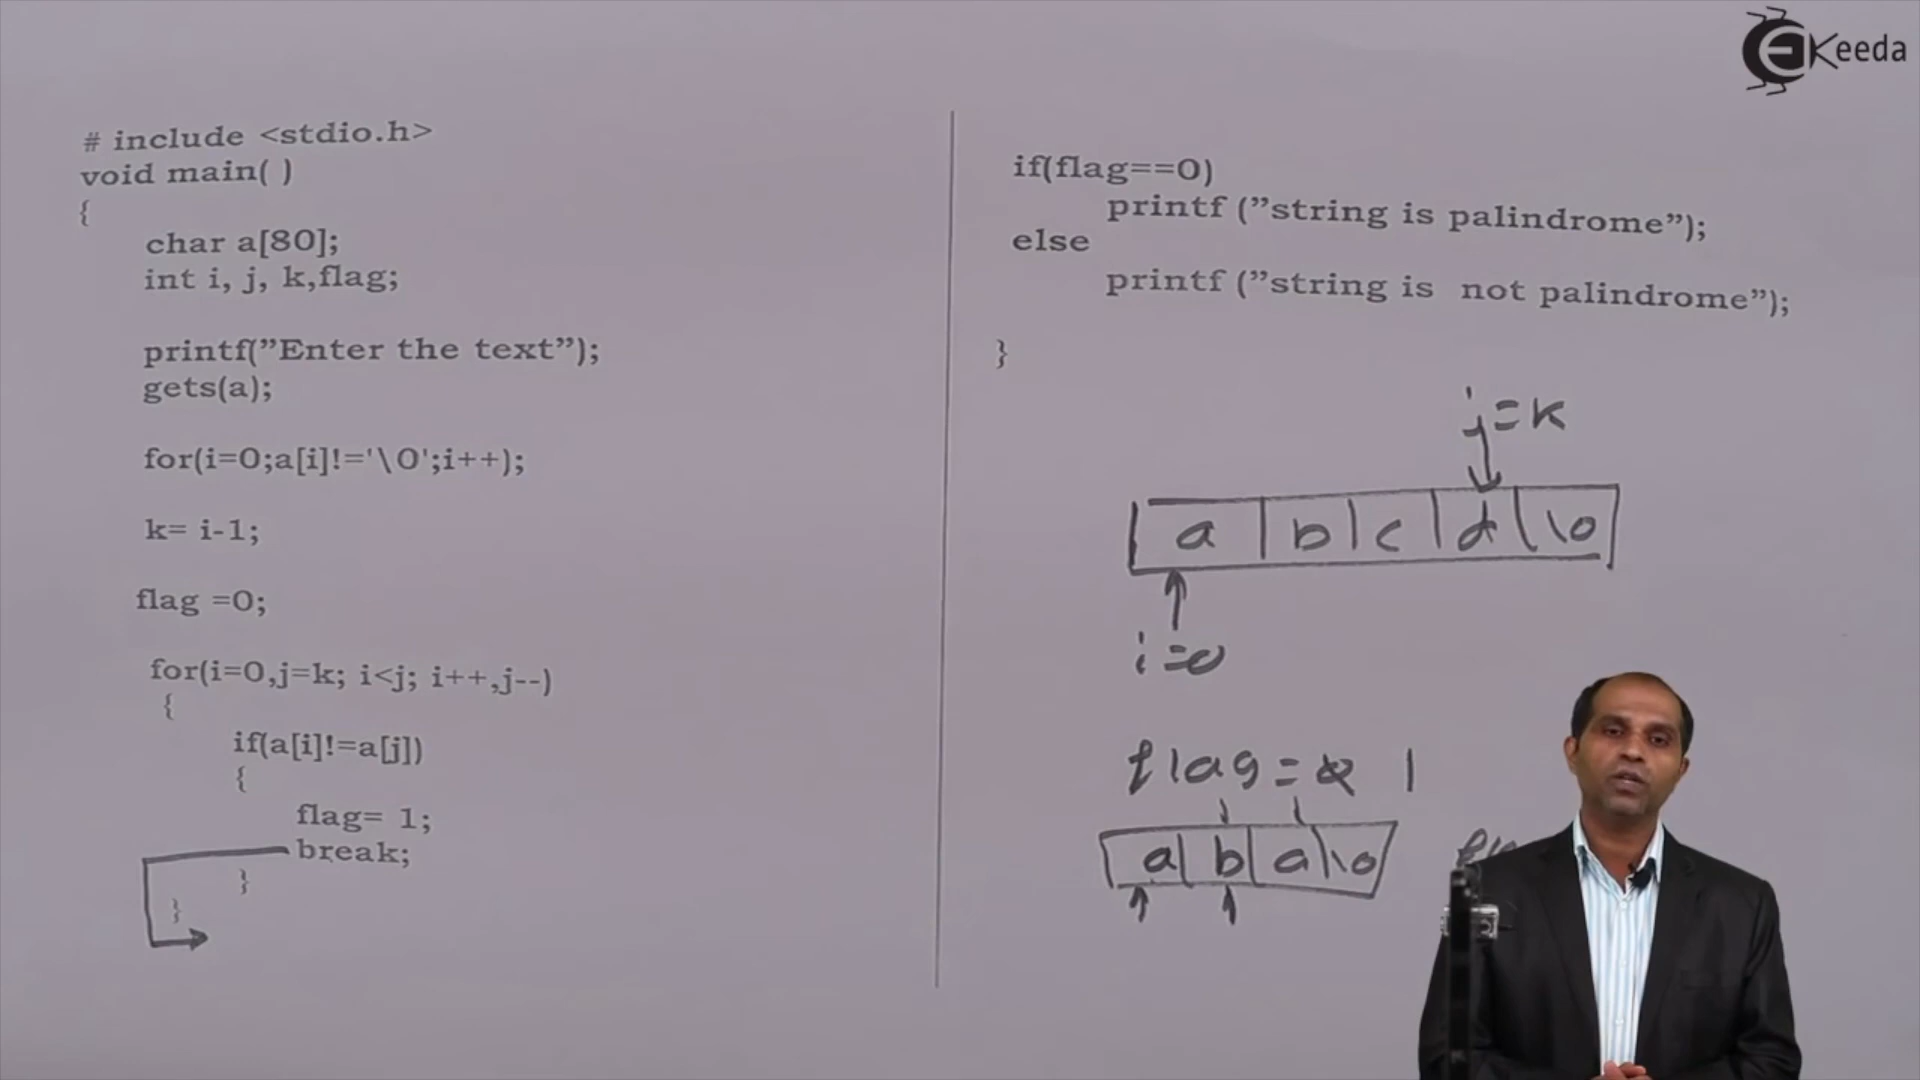 EKeeda
# include <stdio.h>
void main( )
{
char a[80];
int i, j, k,flag;
printf(”Enter the text”);
gets(a);
for(i=0;a[i]!='\0';i++);
k= i-1;
flag =0;
for(i=0,j=k; i<j; i++,j--)
{
if(a[i]!=a[j])
{
flag= 1;
break;
}
}
if(flag==0)
printf (”string is palindrome”);
else
printf (”string is  not palindrome”);
}
j=k
a b c d \0
i=0
flag= 1
a b a \0